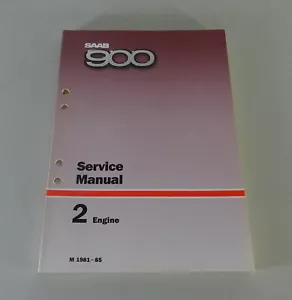 SAAB
900
Service
Manual
2 Engine
M 1981-85